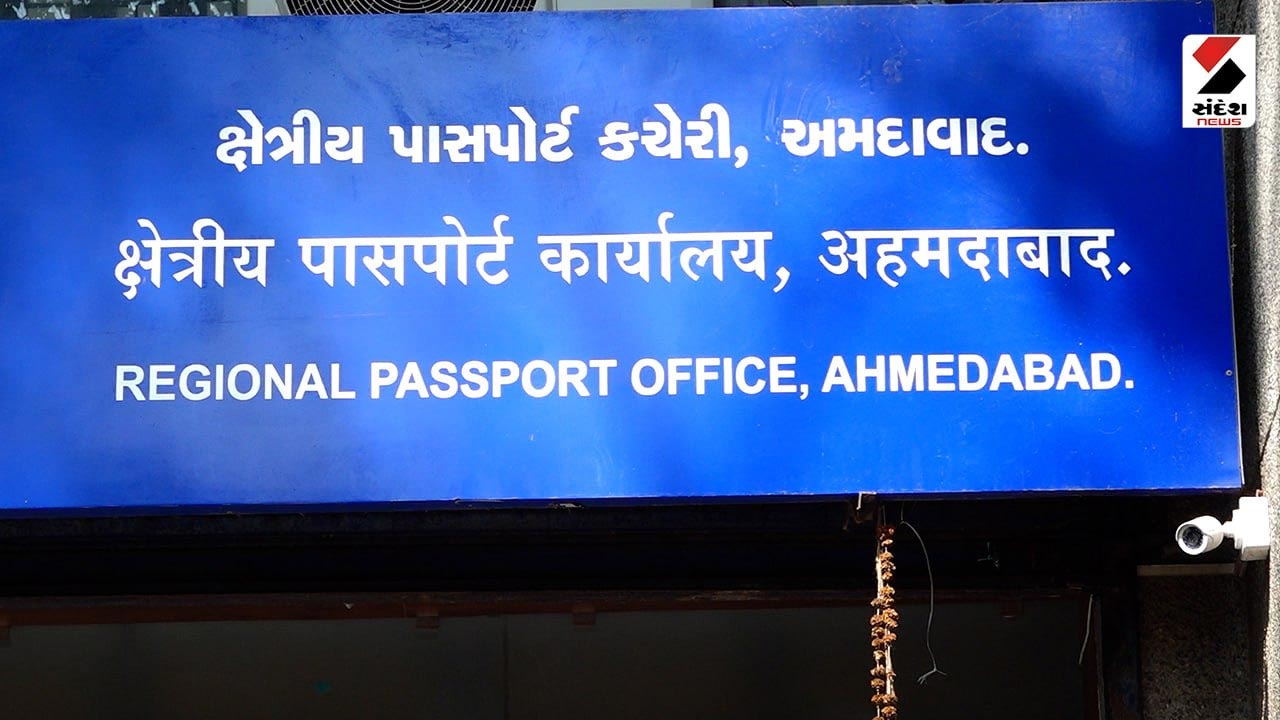 ક્ષેત્રીય પાસપોર્ટ કચેરી, અમદાવાદ.
क्षेत्रीय पासपोर्ट कार्यालय, अहमदाबाद.
REGIONAL PASSPORT OFFICE, AHMEDABAD.
સંદેશ
NEWS